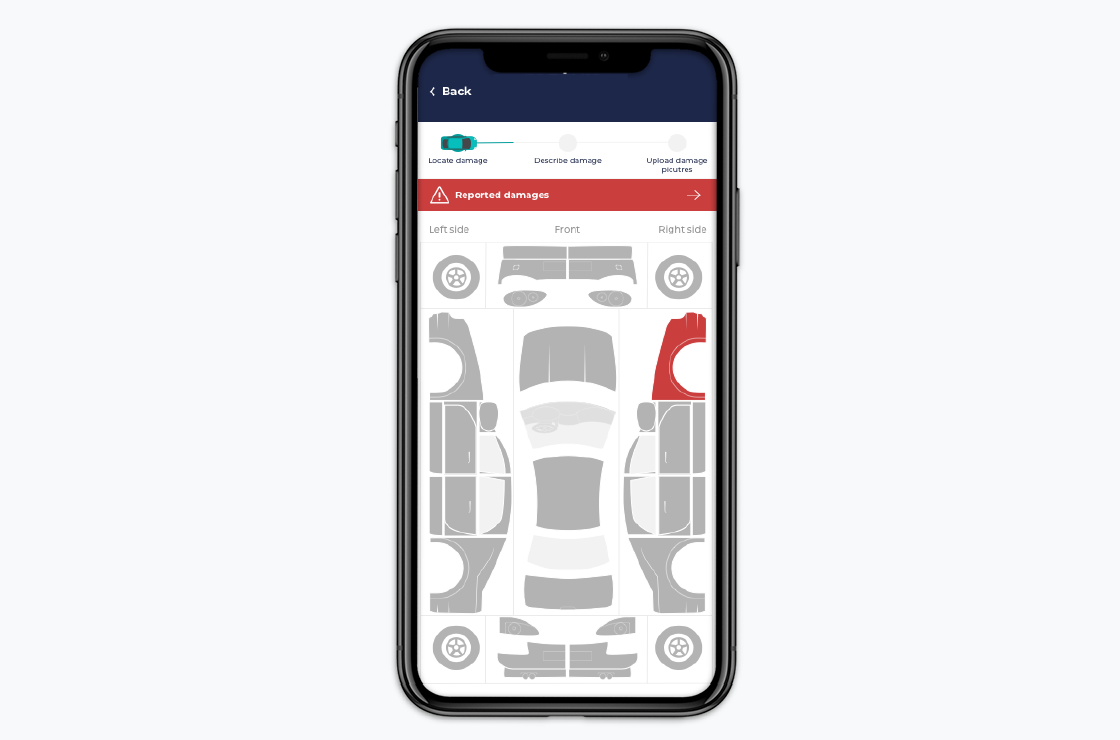 Back
Locate damage
Describe damage
Upload damage
picutres
Reported damages
Left side
Front
Right side